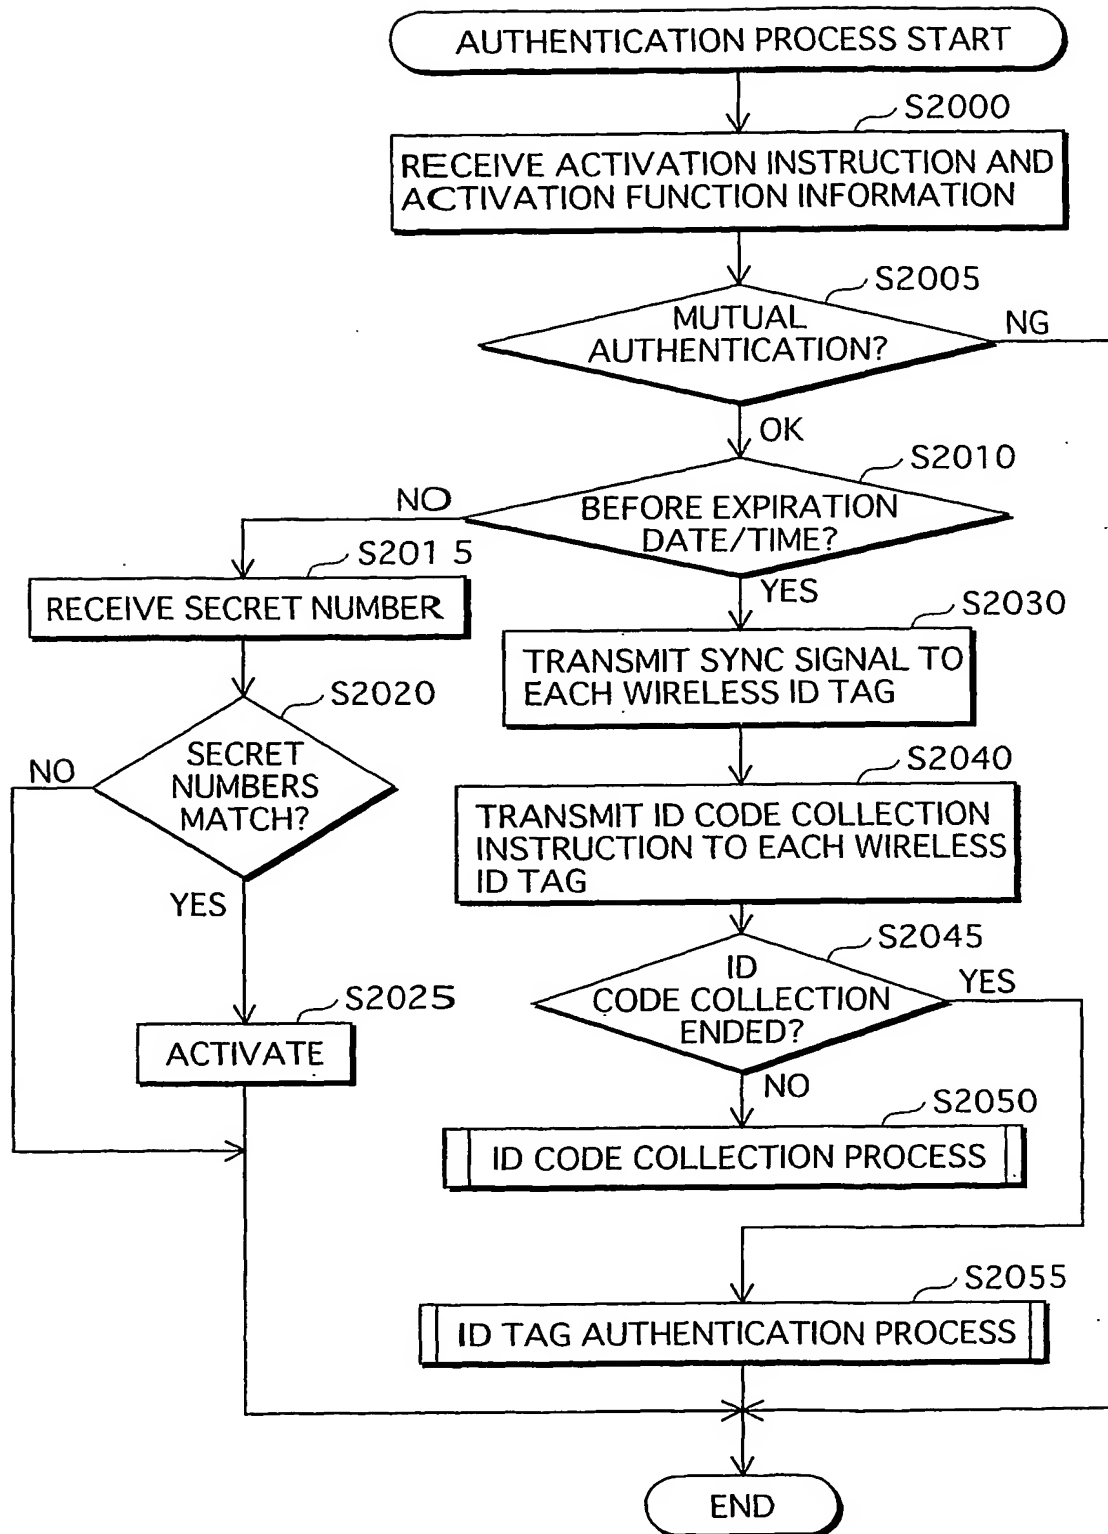 AUTHENTICATION PROCESS START
S2000
RECEIVE ACTIVATION INSTRUCTION AND
ACTIVATION FUNCTION INFORMATION
S2005
MUTUAL
AUTHENTICATION?
NG
OK
S2010
BEFORE EXPIRATION
DATE/TIME?
NO
YES
S201 5
RECEIVE SECRET NUMBER
S2030
TRANSMIT SYNC SIGNAL TO
EACH WIRELESS ID TAG
S2020
SECRET
NUMBERS
MATCH?
NO
YES
S2040
TRANSMIT ID CODE COLLECTION
INSTRUCTION TO EACH WIRELESS
ID TAG
S2045
ID
CODE COLLECTION
ENDED?
YES
NO
S2025
ACTIVATE
S2050
ID CODE COLLECTION PROCESS
S2055
ID TAG AUTHENTICATION PROCESS
END